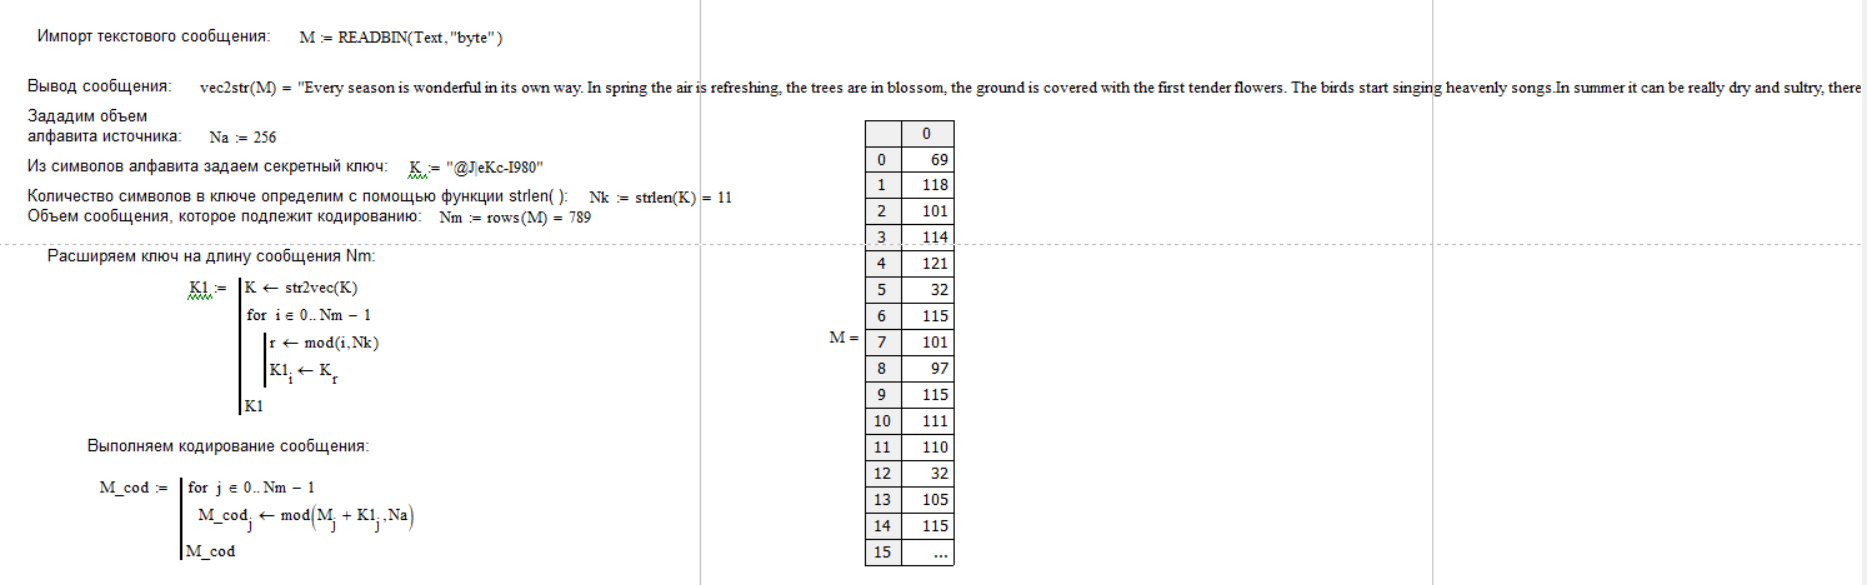 Импорт текстового сообщения: M := READBIN(Text,"byte")
Вывод сообщения: vec2str(M) = "Every season is wonderful in its own way. In spring the air is refreshing, the trees are in blossom, the ground is covered with the first tender flowers. The birds start singing heavenly songs.In summer it can be really dry and sultry, there
Зададим объем
алфавита источника: Na := 256
Из символов алфавита задаем секретный ключ: K := "@J|eKc-I980"
Количество символов в ключе определим с помощью функции strlen( ): Nk := strlen(K) = 11
Объем сообщения, которое подлежит кодированию: Nm := rows(M) = 789
Расширяем ключ на длину сообщения Nm:
K1 := K ← str2vec(K)
for i ∈ 0.. Nm − 1
r ← mod(i,Nk)
K1i ← Kr
K1
Выполняем кодирование сообщения:
M_cod := for j ∈ 0.. Nm − 1
M_codj ← mod(Mj + K1j,Na)
M_cod
M =
0
0 69
1 118
2 101
3 114
4 121
5 32
6 115
7 101
8 97
9 115
10 111
11 110
12 32
13 105
14 115
15 ...